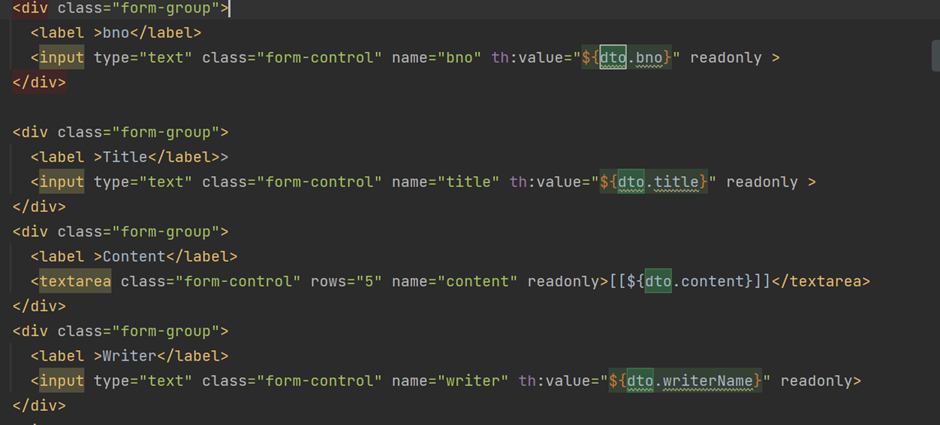 <div class="form-group">
<label >bno</label>
<input type="text" class="form-control" name="bno" th:value="${dto.bno}" readonly >
</div>
<div class="form-group">
<label >Title</label>>
<input type="text" class="form-control" name="title" th:value="${dto.title}" readonly >
</div>
<div class="form-group">
<label >Content</label>
<textarea class="form-control" rows="5" name="content" readonly>[[${dto.content}]]</textarea>
</div>
<div class="form-group">
<label >Writer</label>
<input type="text" class="form-control" name="writer" th:value="${dto.writerName}" readonly>
</div>